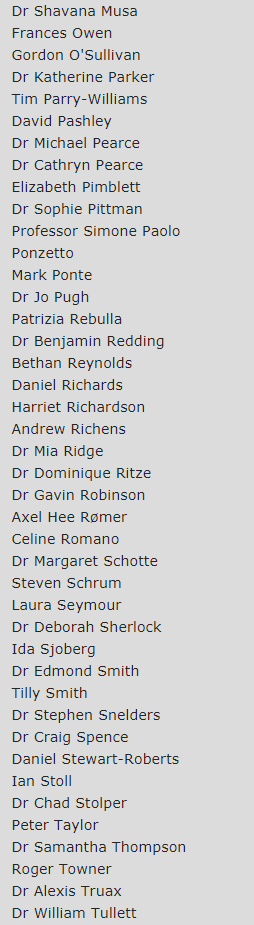 Dr Shavana Musa
Frances Owen
Gordon O'Sullivan
Dr Katherine Parker
Tim Parry-Williams
David Pashley
Dr Michael Pearce
Dr Cathryn Pearce
Elizabeth Pimblett
Dr Sophie Pittman
Professor Simone Paolo
Ponzetto
Mark Ponte
Dr Jo Pugh
Patrizia Rebulla
Dr Benjamin Redding
Bethan Reynolds
Daniel Richards
Harriet Richardson
Andrew Richens
Dr Mia Ridge
Dr Dominique Ritze
Dr Gavin Robinson
Axel Hee Rømer
Celine Romano
Dr Margaret Schotte
Steven Schrum
Laura Seymour
Dr Deborah Sherlock
Ida Sjoberg
Dr Edmond Smith
Tilly Smith
Dr Stephen Snelders
Dr Craig Spence
Daniel Stewart-Roberts
Ian Stoll
Dr Chad Stolper
Peter Taylor
Dr Samantha Thompson
Roger Towner
Dr Alexis Truax
Dr William Tullett